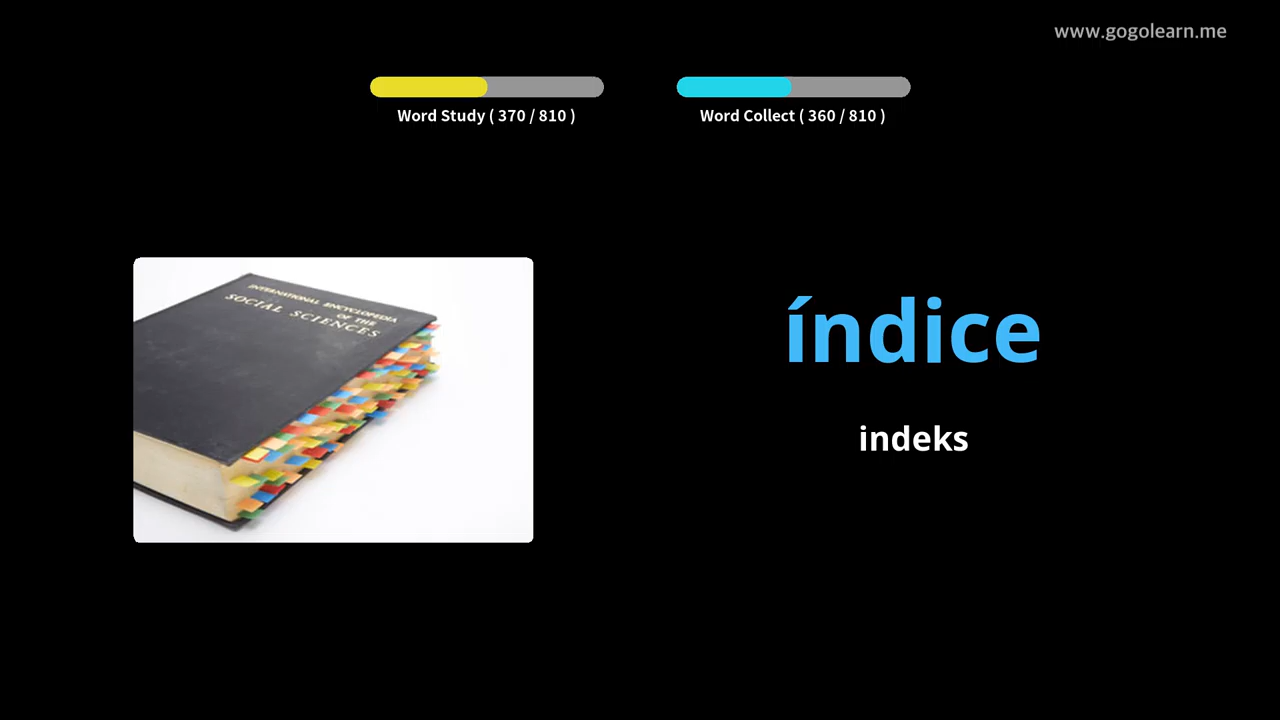 www.gogolearn.me
Word Study ( 370 / 810 )
Word Collect ( 360 / 810 )
INTERNATIONAL ENCYCLOPEDIA
OF THE
SOCIAL SCIENCES
índice
indeks